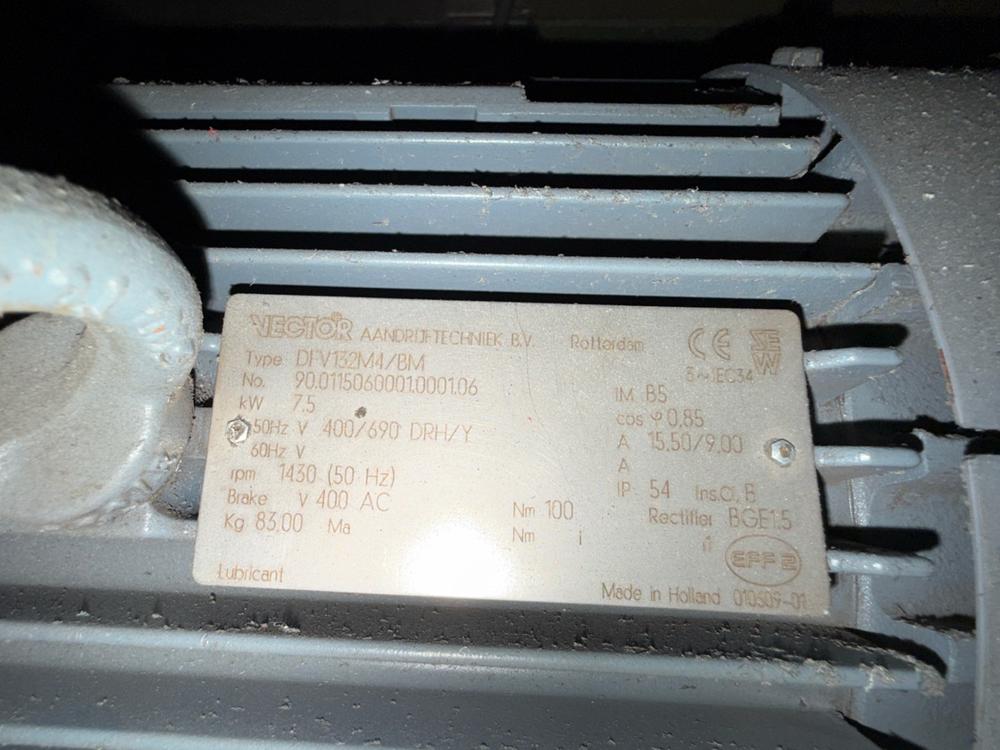 VECTOR AANDRIJFTECHNIEK B.V. Rotterdam CE SEW
Type DFV132M4/BM 3~IEC34
No. 90.0115060001.0001.06 IM B5
kW 7.5 cos φ 0,85
50Hz V 400/690 DRH/Y A 15.50/9,00
60Hz V A
rpm 1430 (50 Hz) IP 54 Ins.Cl. B
Brake V 400 AC Nm 100 Rectifier BGE1.5
Kg 83,00 Ma Nm i
EFF 2
Lubricant Made in Holland 010509-01